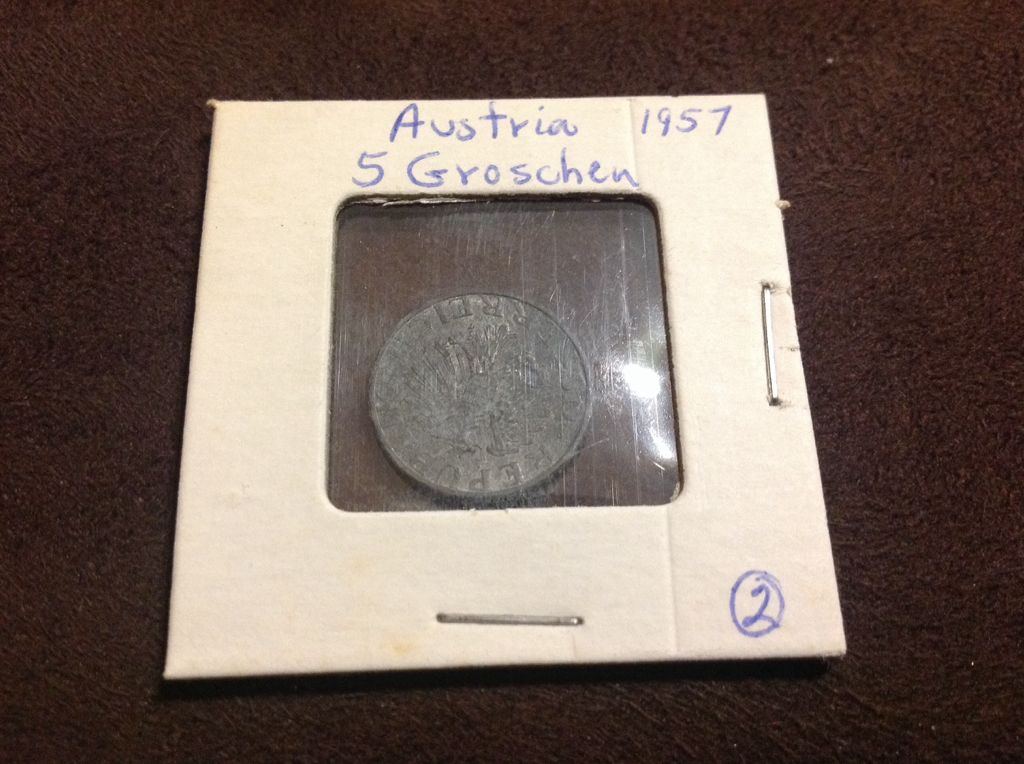 Austria 1957
5 Groschen
2